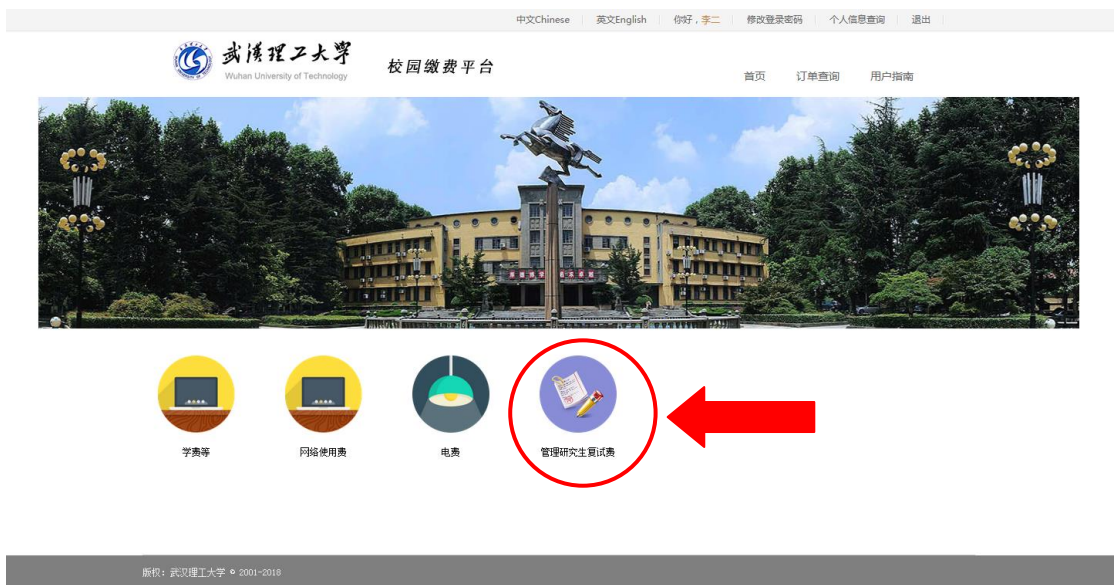 中文Chinese 英文English 你好，李二 修改登录密码 个人信息查询 退出
武汉理工大学
Wuhan University of Technology
校园缴费平台
首页 订单查询 用户指南
学费等 网络使用费 电费 管理研究生复试费
版权：武汉理工大学 © 2001-2018